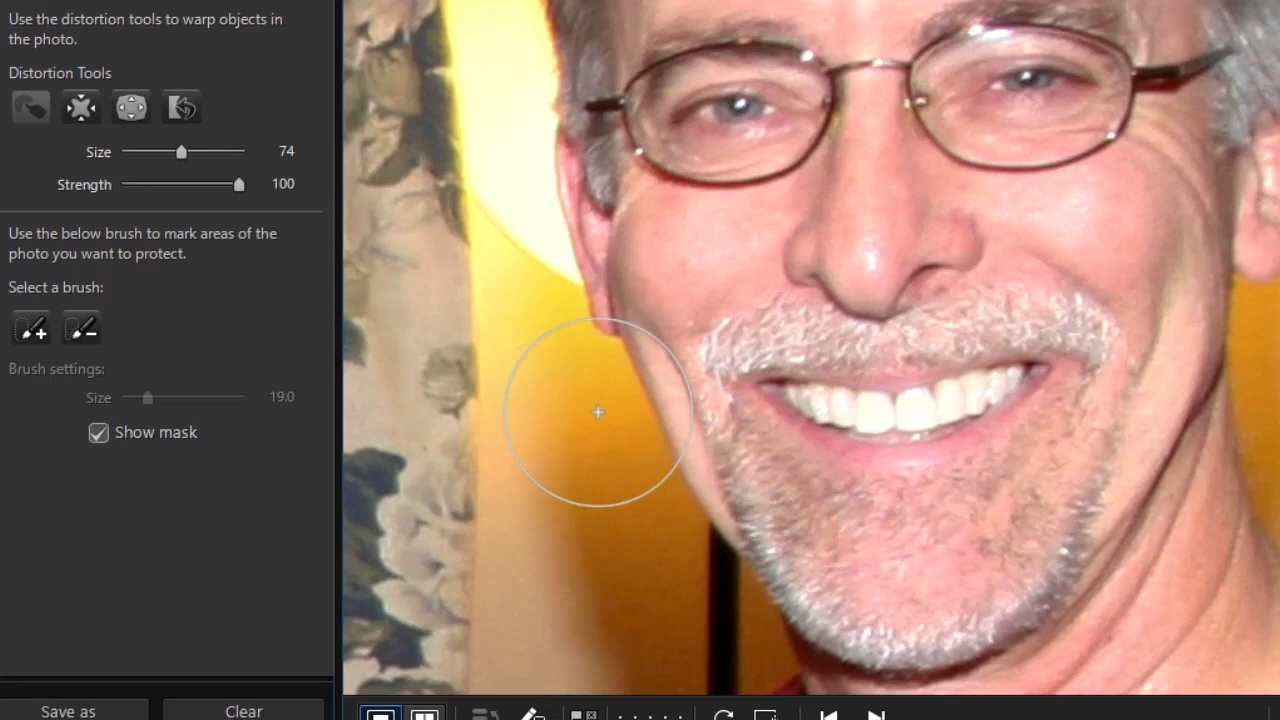 Use the distortion tools to warp objects in
the photo.
Distortion Tools
Size 74
Strength 100
Use the below brush to mark areas of the
photo you want to protect.
Select a brush:
Brush settings:
Size 19.0
Show mask
Save as Clear